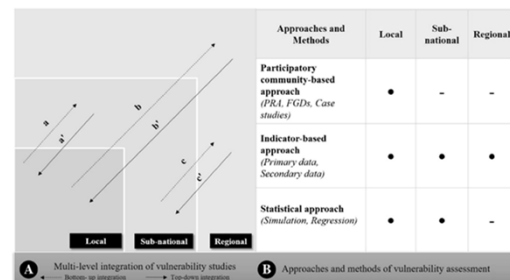 a
a'
b
b'
c
c'
Local
Sub-national
Regional
A Multi-level integration of vulnerability studies
Bottom- up integration
Top-down integration
Approaches and Methods
Local
Sub-national
Regional
Participatory
community-based
approach
(PRA, FGDs, Case
studies)
● – –
Indicator-based
approach
(Primary data,
Secondary data)
● ● ●
Statistical approach
(Simulation, Regression)
● ● –
B Approaches and methods of vulnerability assessment